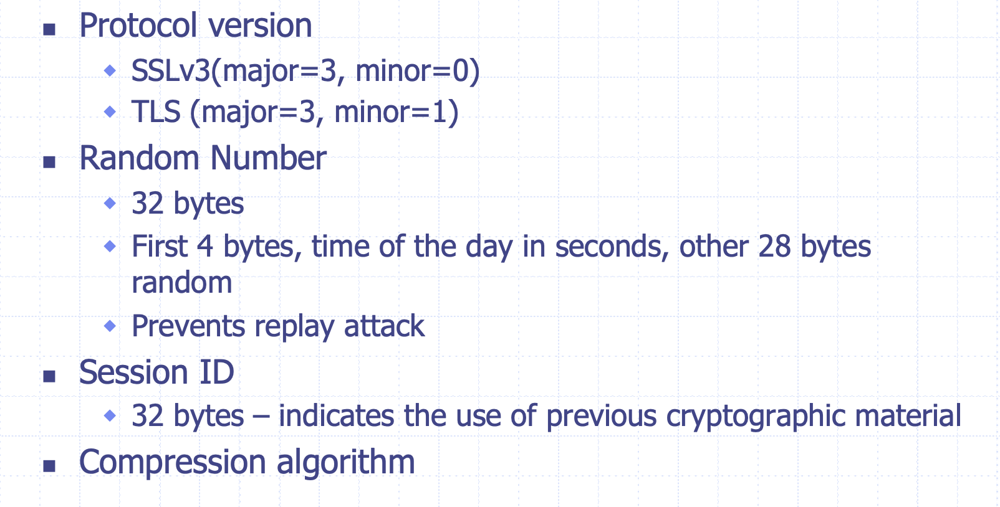 Protocol version
SSLv3(major=3, minor=0)
TLS (major=3, minor=1)
Random Number
32 bytes
First 4 bytes, time of the day in seconds, other 28 bytes
random
Prevents replay attack
Session ID
32 bytes – indicates the use of previous cryptographic material
Compression algorithm